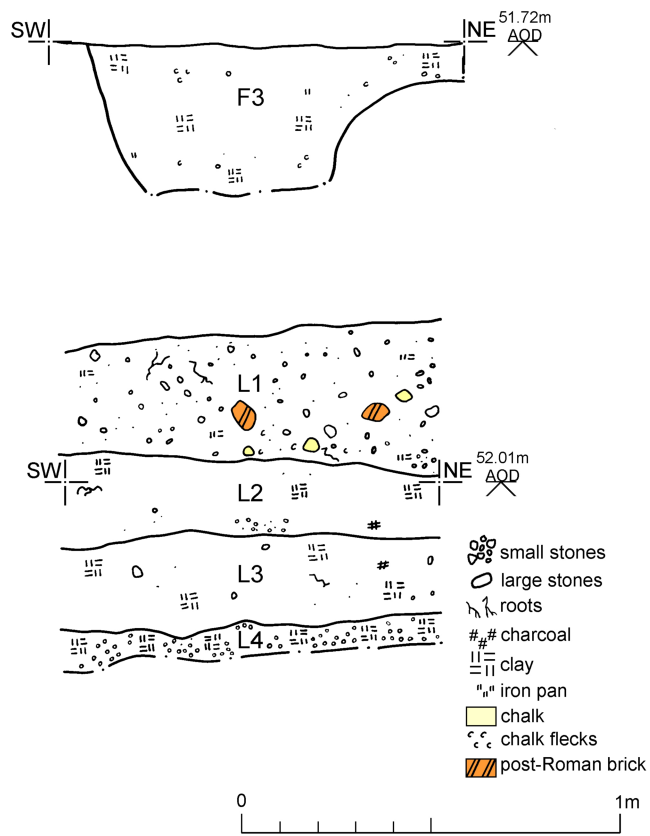 SW
NE
51.72m
AOD
F3
L1
SW
NE
52.01m
AOD
L2
L3
L4
small stones
large stones
roots
charcoal
clay
iron pan
chalk
chalk flecks
post-Roman brick
0
1m